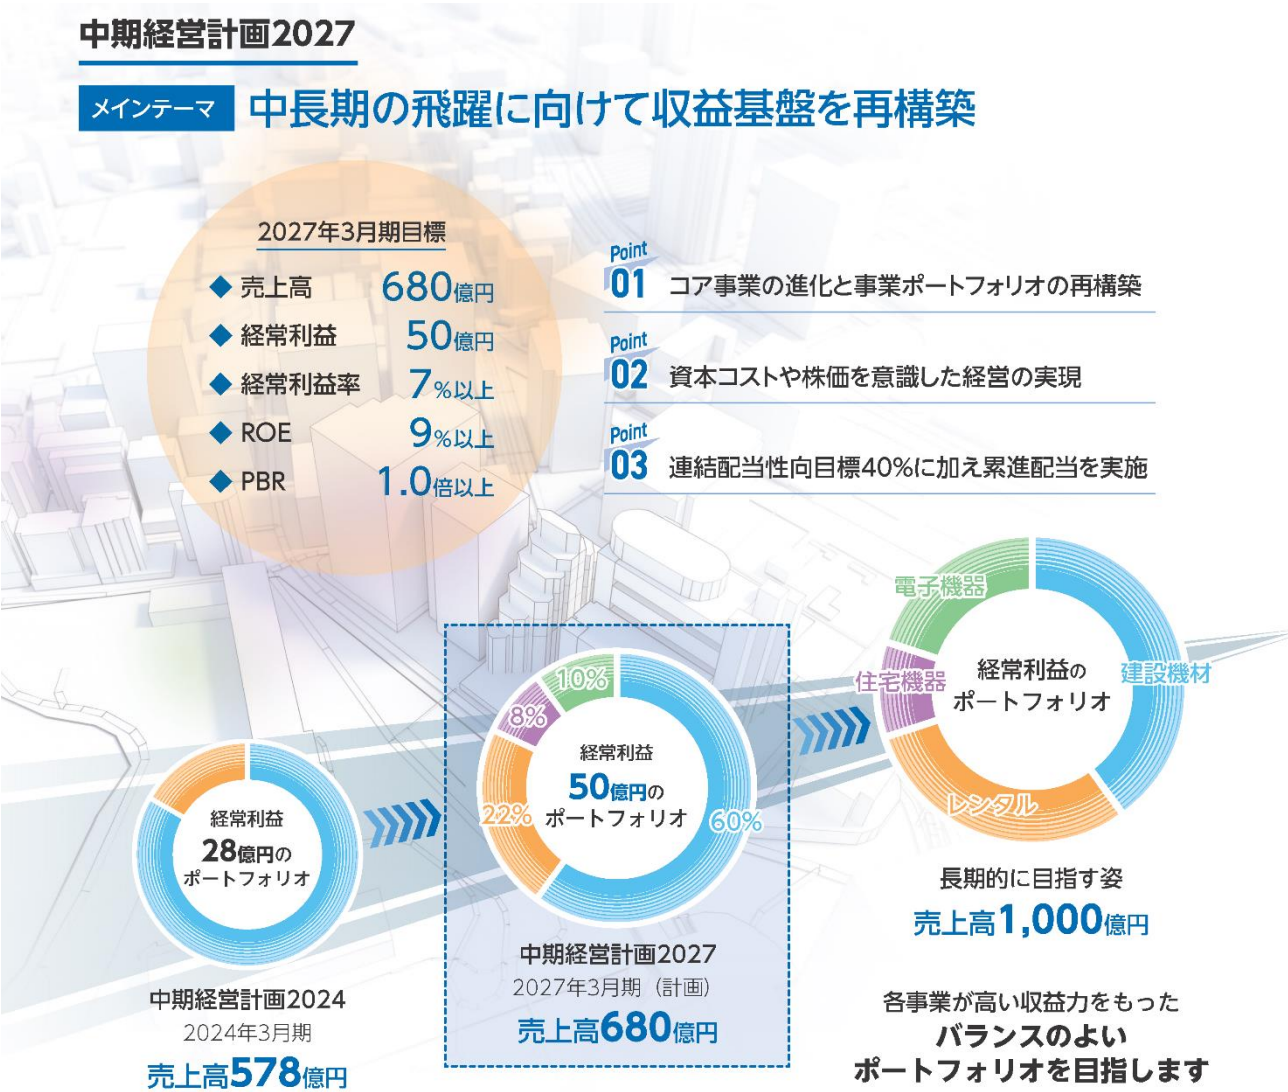 中期経営計画2027
メインテーマ 中長期の飛躍に向けて収益基盤を再構築
2027年3月期目標
◆ 売上高 680億円
◆ 経常利益 50億円
◆ 経常利益率 7%以上
◆ ROE 9%以上
◆ PBR 1.0倍以上
Point
01 コア事業の進化と事業ポートフォリオの再構築
Point
02 資本コストや株価を意識した経営の実現
Point
03 連結配当性向目標40%に加え累進配当を実施
経常利益
28億円の
ポートフォリオ
中期経営計画2024
2024年3月期
売上高578億円
10%
8%
22%
60%
経常利益
50億円の
ポートフォリオ
中期経営計画2027
2027年3月期（計画）
売上高680億円
電子機器
住宅機器
建設機材
レンタル
経常利益の
ポートフォリオ
長期的に目指す姿
売上高1,000億円
各事業が高い収益力をもった
バランスのよい
ポートフォリオを目指します